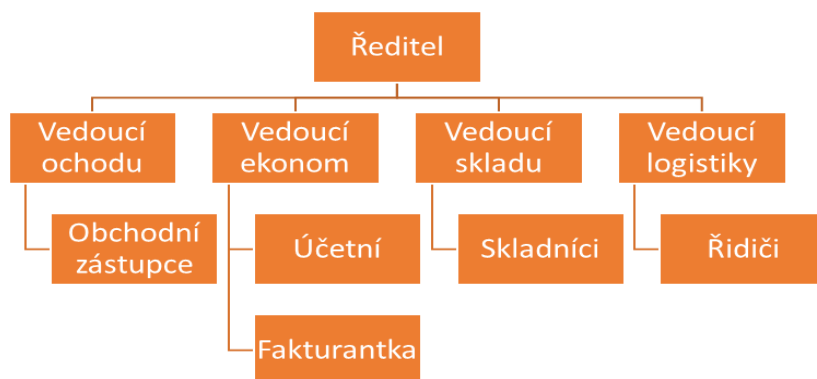 Ředitel
Vedoucí
ochodu
Vedoucí
ekonom
Vedoucí
skladu
Vedoucí
logistiky
Obchodní
zástupce
Účetní
Skladníci
Řidiči
Fakturantka